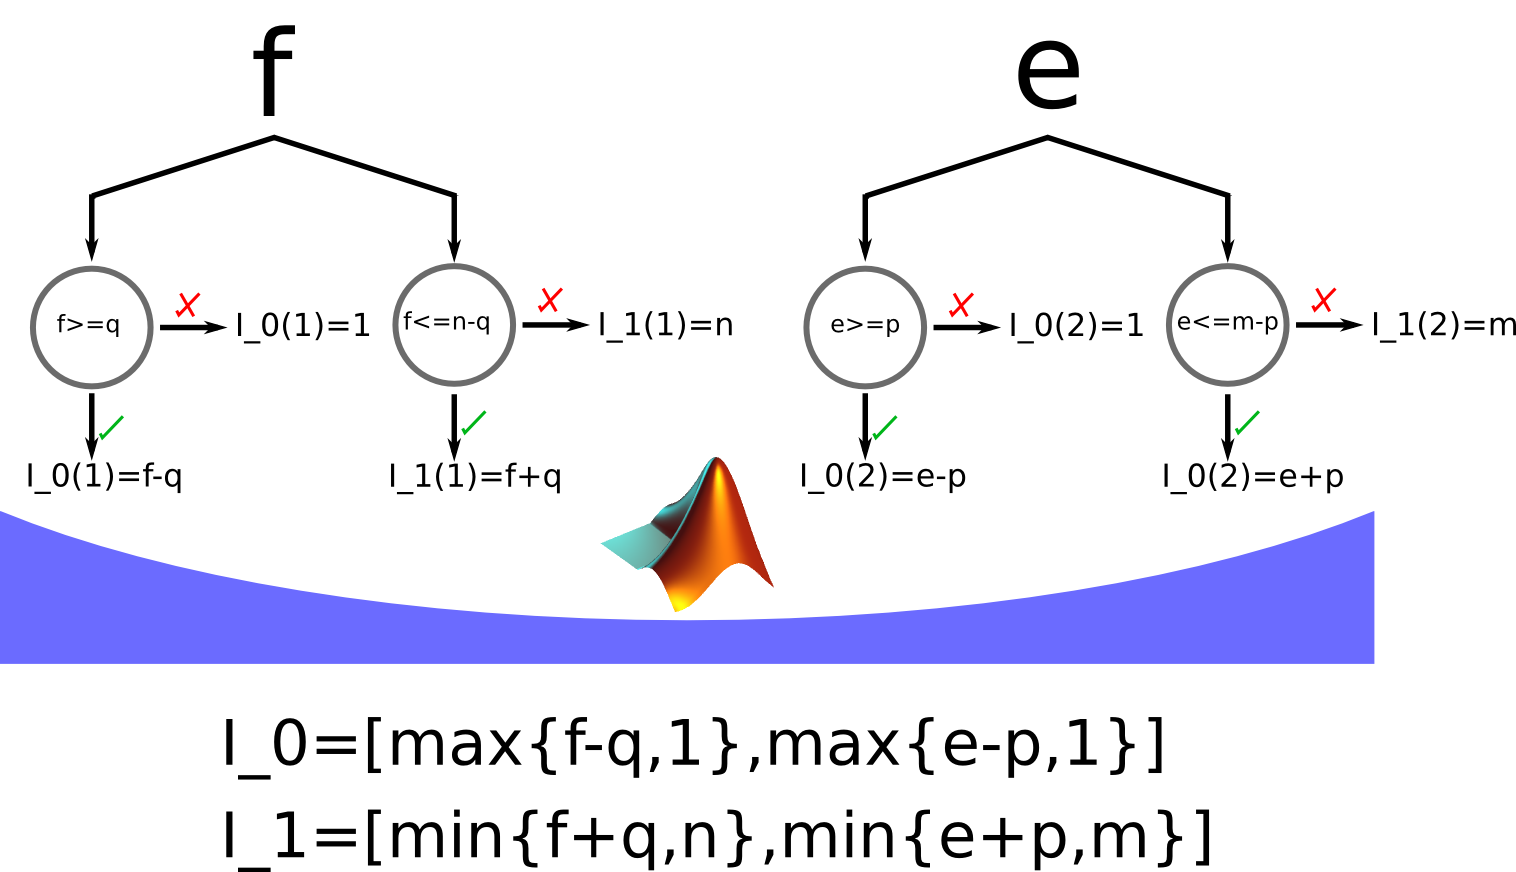 f
e
f>=q
I_0(1)=1
f<=n-q
I_1(1)=n
e>=p
I_0(2)=1
e<=m-p
I_1(2)=m
I_0(1)=f-q
I_1(1)=f+q
I_0(2)=e-p
I_0(2)=e+p
I_0=[max{f-q,1},max{e-p,1}]
I_1=[min{f+q,n},min{e+p,m}]